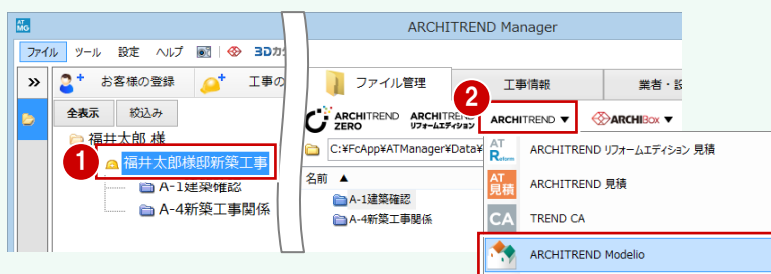 AT
MG
ARCHITREND Manager
ファイル ツール 設定 ヘルプ
» お客様の登録 工事の
全表示 絞込み
福井太郎 様
1
福井太郎様邸新築工事
A-1建築確認
A-4新築工事関係
ファイル管理 工事情報 業者・設
2
ARCHITREND ZERO
ARCHITREND リフォームエディション
ARCHITREND ▼
ARCHIBOX ▼
C:¥FcApp¥ATManager¥Data¥
名前 ▲
A-1建築確認
A-4新築工事関係
AT Reform ARCHITREND リフォームエディション 見積
AT 見積 ARCHITREND 見積
CA TREND CA
ARCHITREND Modelio